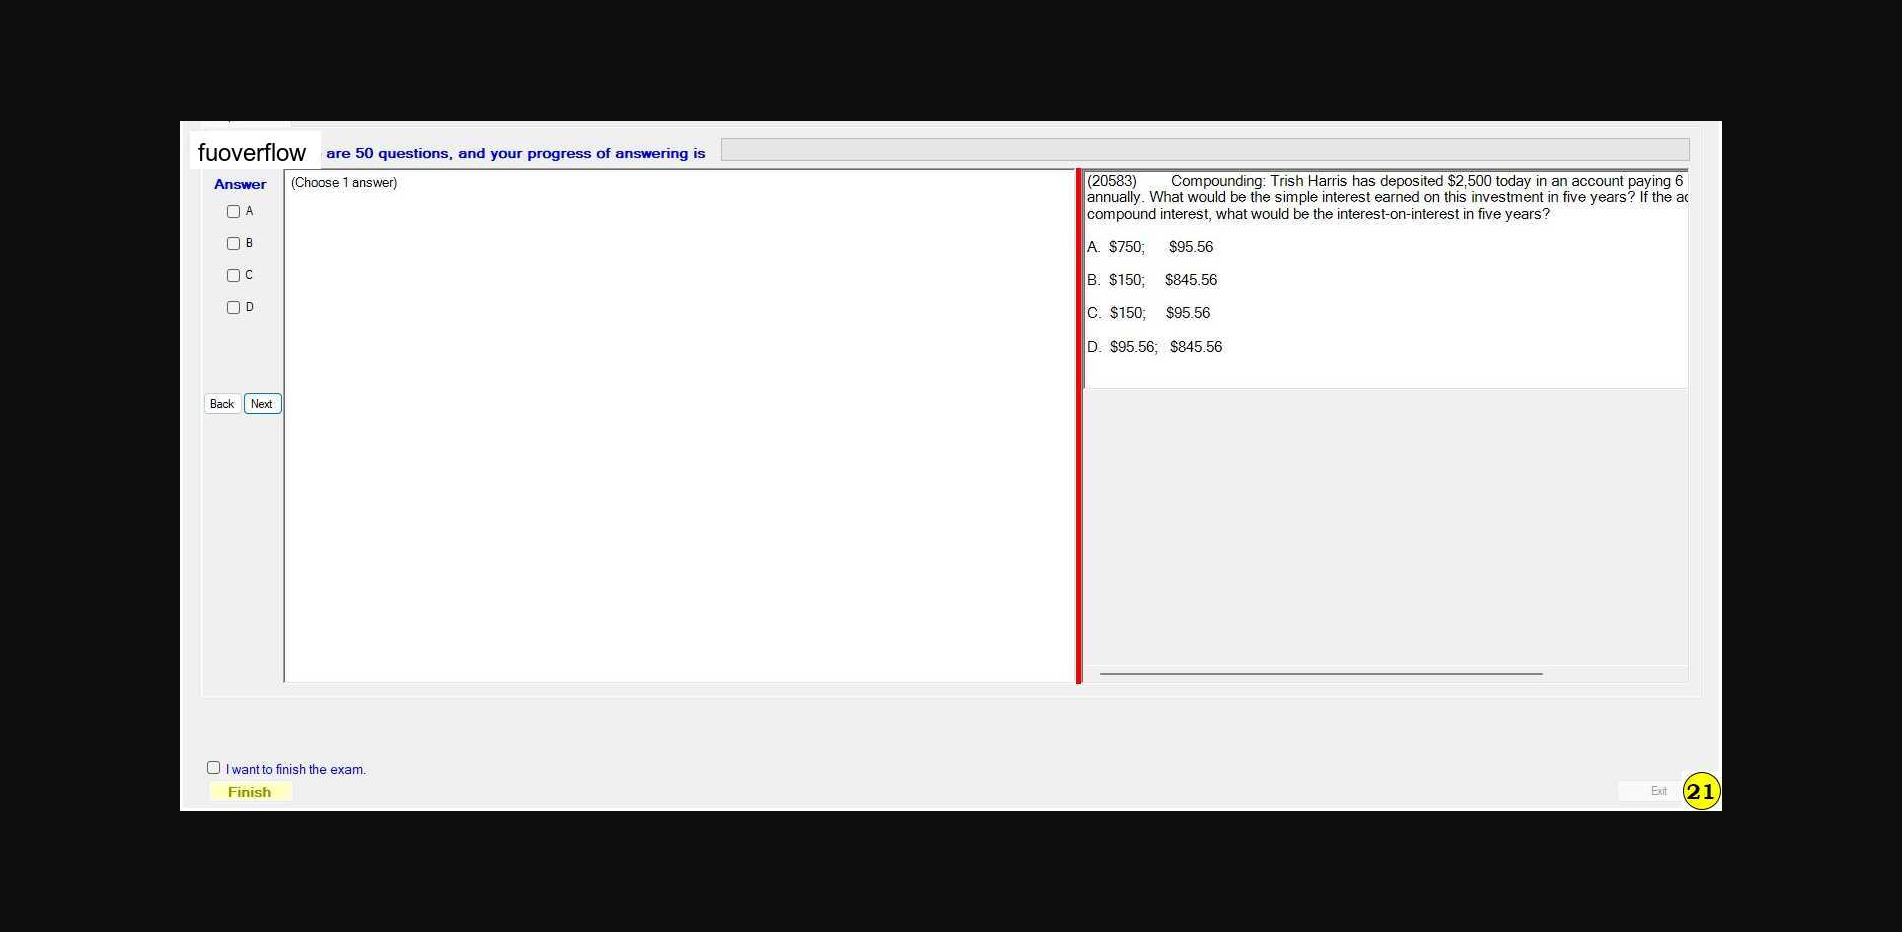 fuoverflow are 50 questions, and your progress of answering is
Answer
(Choose 1 answer)
A
B
C
D
Back Next
(20583) Compounding: Trish Harris has deposited $2,500 today in an account paying 6
annually. What would be the simple interest earned on this investment in five years? If the
compound interest, what would be the interest-on-interest in five years?
A. $750; $95.56
B. $150; $845.56
C. $150; $95.56
D. $95.56; $845.56
I want to finish the exam.
Finish
Exit
21